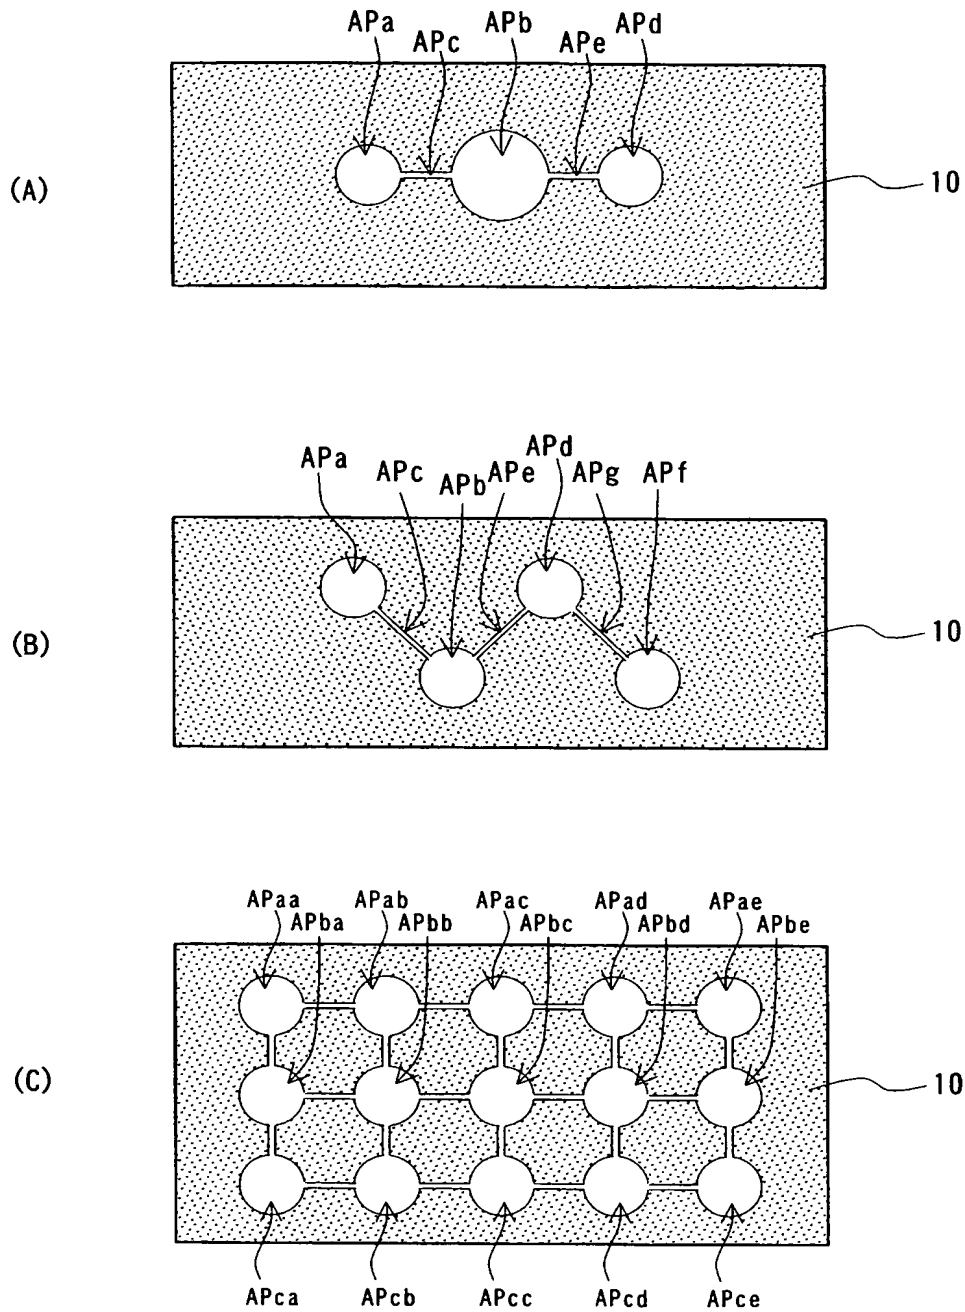 APa APc APb APe APd
(A) 10
APa APc APb APe APd APg APf
(B) 10
APaa APab APac APad APae
APba APbb APbc APbd APbe
(C) 10
APca APcb APcc APcd APce